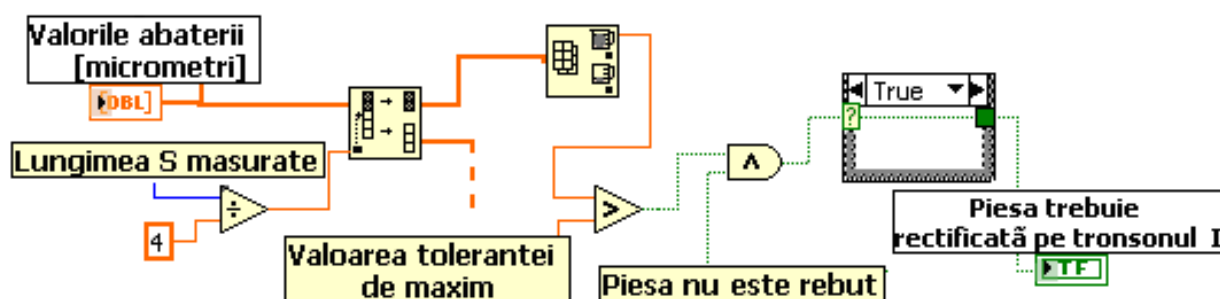 Valorile abaterii
[micrometri]
DBL]
True
?
Lungimea S masurate
÷
4
>
∧
Valoarea tolerantei
de maxim
Piesa nu este rebut
Piesa trebuie
rectificatã pe tronsonul I
TF